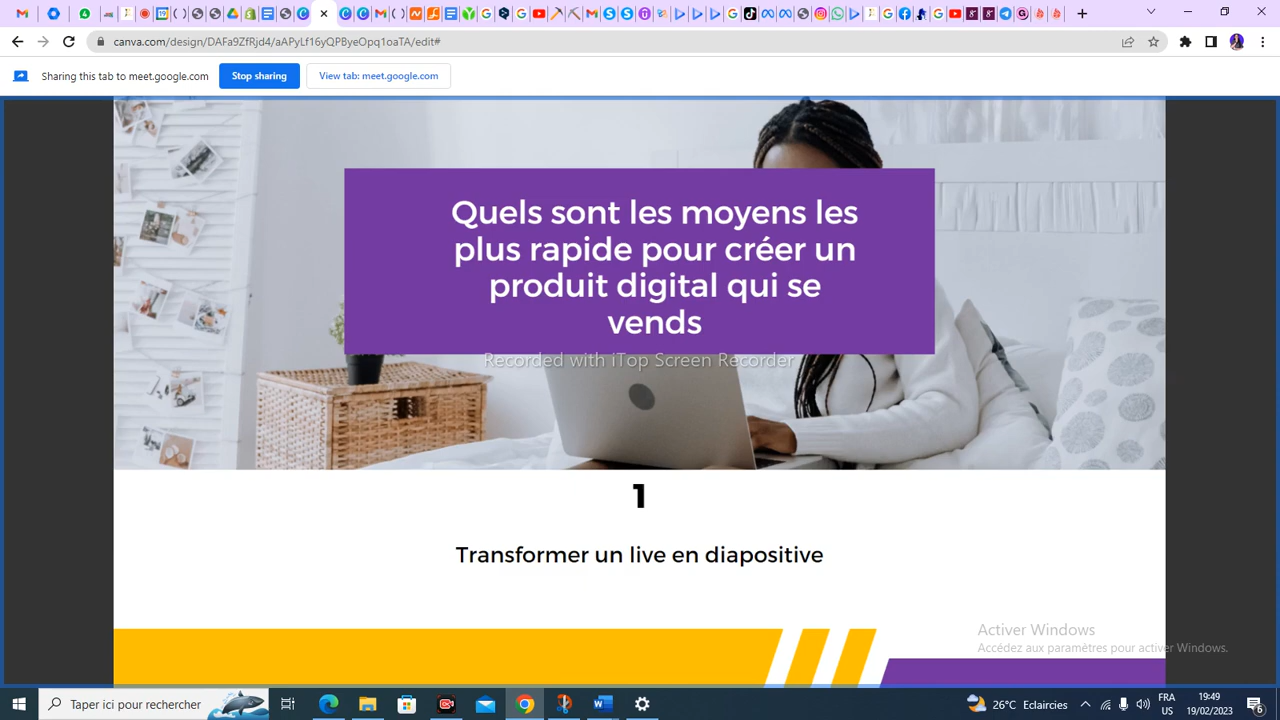 canva.com/design/DAFa9ZfRjd4/aAPyLf16yQPByeOpq1oaTA/edit#
Sharing this tab to meet.google.com
Stop sharing
View tab: meet.google.com
Quels sont les moyens les
plus rapide pour créer un
produit digital qui se
vends
Recorded with iTop Screen Recorder
1
Transformer un live en diapositive
Activer Windows
Accédez aux paramètres pour activer Windows.
Taper ici pour rechercher
26°C Eclaircies
FRA
US
19:49
19/02/2023
6